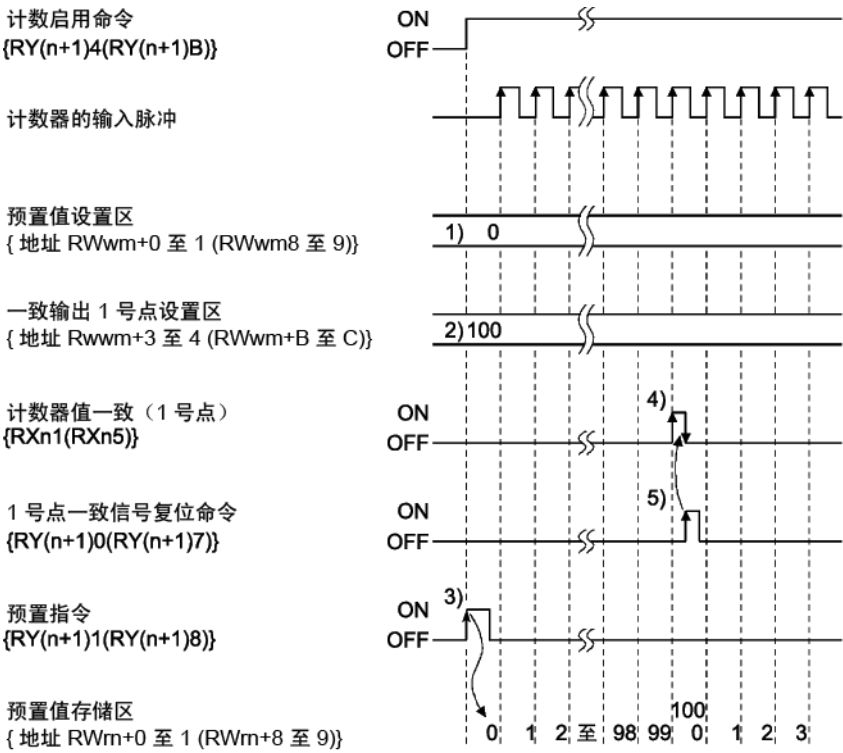 计数启用命令 ON
{RY(n+1)4(RY(n+1)B)} OFF
计数器的输入脉冲
预置值设置区
{ 地址 RWwm+0 至 1 (RWwm8 至 9)} 1) 0
一致输出 1 号点设置区
{ 地址 Rwwm+3 至 4 (RWwm+B 至 C)} 2) 100
计数器值一致（1 号点） ON 4)
{RXn1(RXn5)} OFF
1 号点一致信号复位命令 ON 5)
{RY(n+1)0(RY(n+1)7)} OFF
预置指令 ON 3)
{RY(n+1)1(RY(n+1)8)} OFF
预置值存储区 100
{ 地址 RWrn+0 至 1 (RWrn+8 至 9)} 0 1 2 至 98 99 0 1 2 3